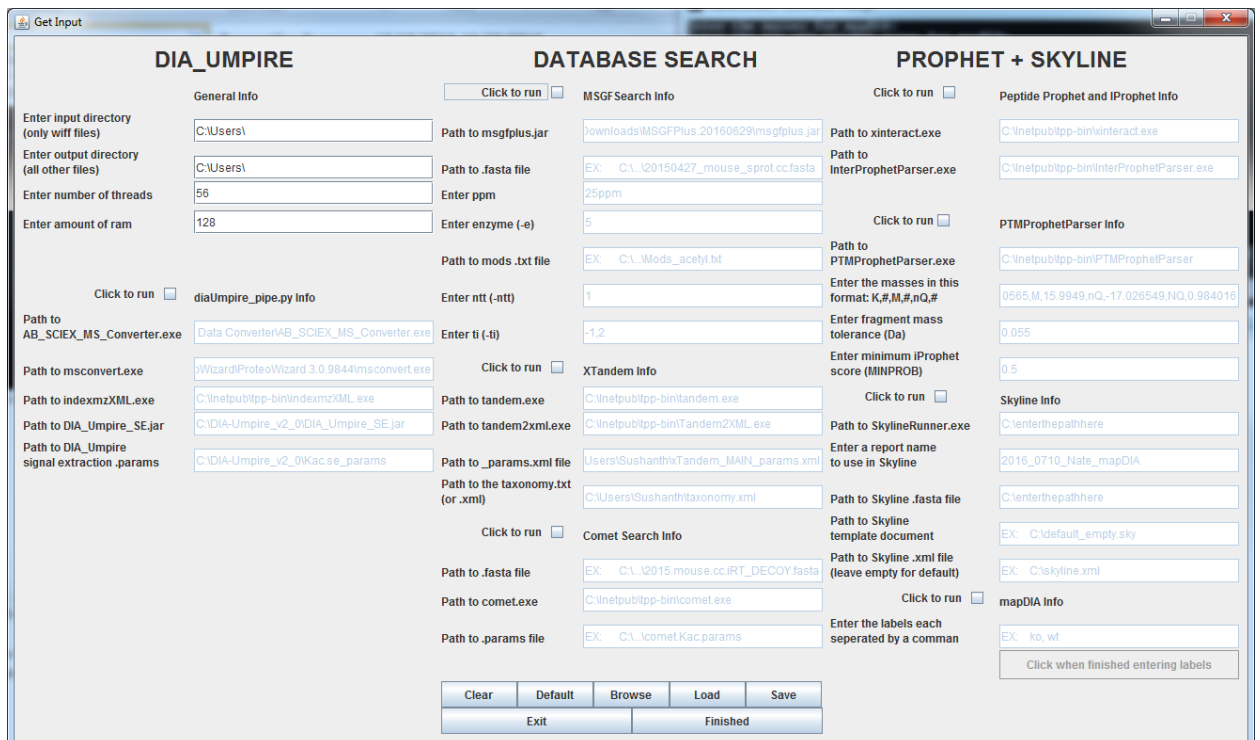 Get Input
DIA_UMPIRE
General Info
Enter input directory
(only wiff files)
C:\Users\
Enter output directory
(all other files)
C:\Users\
Enter number of threads
56
Enter amount of ram
128
Click to run
diaUmpire_pipe.py Info
Path to
AB_SCIEX_MS_Converter.exe
Data Converter\AB_SCIEX_MS_Converter.exe
Path to msconvert.exe
oWizard\ProteoWizard 3.0.9844\msconvert.exe
Path to indexmzXML.exe
C:\Inetpub\tpp-bin\indexmzXML.exe
Path to DIA_Umpire_SE.jar
C:\DIA-Umpire_v2_0\DIA_Umpire_SE.jar
Path to DIA_Umpire
signal extraction .params
C:\DIA-Umpire_v2_0\Kac.se_params
DATABASE SEARCH
Click to run
MSGFSearch Info
Path to msgfplus.jar
Downloads\MSGFPlus.20160629\msgfplus.jar
Path to .fasta file
EX: C:\...\20150427_mouse_sprot.cc.fasta
Enter ppm
25ppm
Enter enzyme (-e)
5
Path to mods .txt file
EX: C:\...\Mods_acetyl.txt
Enter ntt (-ntt)
1
Enter ti (-ti)
-1,2
Click to run
XTandem Info
Path to tandem.exe
C:\Inetpub\tpp-bin\tandem.exe
Path to tandem2xml.exe
C:\Inetpub\tpp-bin\Tandem2XML.exe
Path to _params.xml file
Users\Sushanth\xTandem_MAIN_params.xml
Path to the taxonomy.txt
(or .xml)
C:\Users\Sushanth\taxonomy.xml
Click to run
Comet Search Info
Path to .fasta file
EX: C:\...\2015.mouse.cc.iRT_DECOY.fasta
Path to comet.exe
C:\Inetpub\tpp-bin\comet.exe
Path to .params file
EX: C:\...\comet.Kac.params
PROPHET + SKYLINE
Click to run
Peptide Prophet and IProphet Info
Path to xinteract.exe
C:\Inetpub\tpp-bin\xinteract.exe
Path to
InterProphetParser.exe
C:\Inetpub\tpp-bin\InterProphetParser.exe
Click to run
PTMProphetParser Info
Path to
PTMProphetParser.exe
C:\Inetpub\tpp-bin\PTMProphetParser
Enter the masses in this
format: K,#,M,#,nQ,#
0565,M,15.9949,nQ,-17.026549,NQ,0.984016
Enter fragment mass
tolerance (Da)
0.055
Enter minimum iProphet
score (MINPROB)
0.5
Click to run
Skyline Info
Path to SkylineRunner.exe
C:\enterthepathhere
Enter a report name
to use in Skyline
2016_0710_Nate_mapDIA
Path to Skyline .fasta file
C:\enterthepathhere
Path to Skyline
template document
EX: C:\default_empty.sky
Path to Skyline .xml file
(leave empty for default)
EX: C:\skyline.xml
Click to run
mapDIA Info
Enter the labels each
seperated by a comman
EX: ko, wt
Click when finished entering labels
Clear Default Browse Load Save
Exit Finished